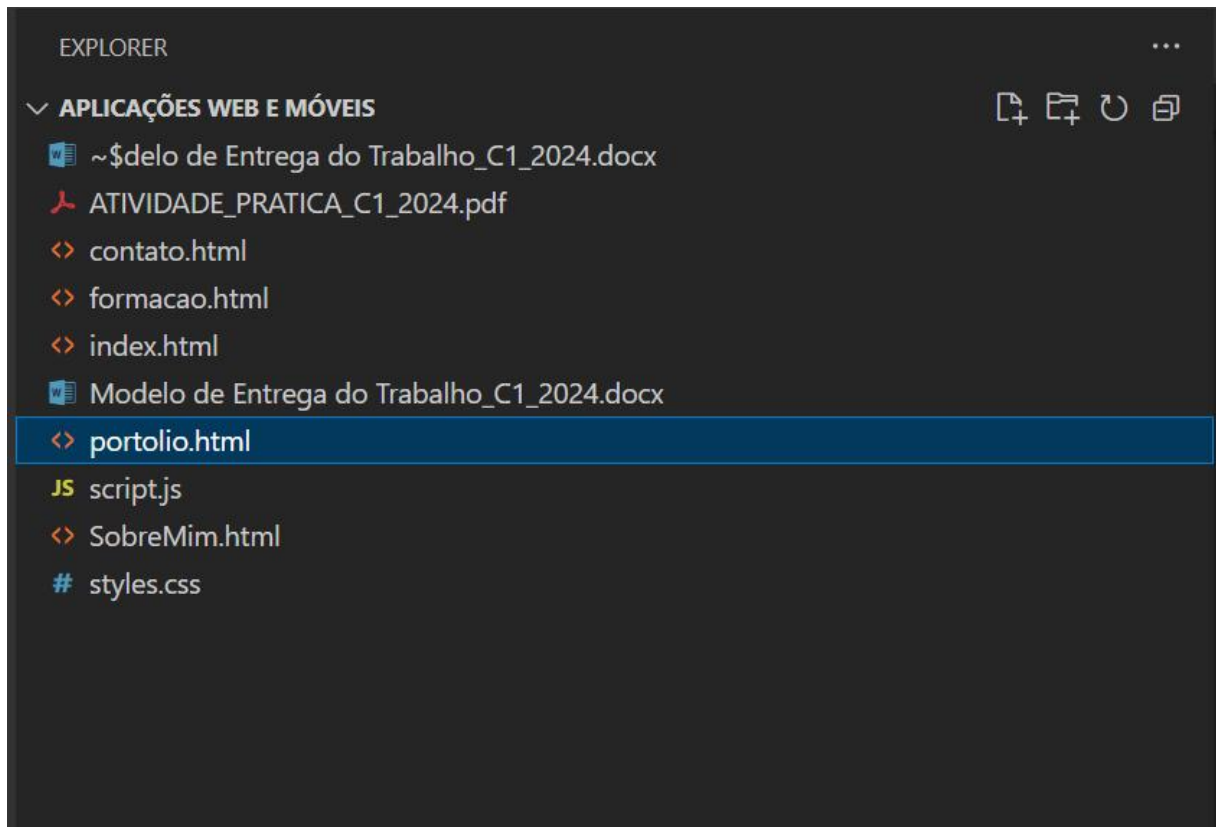 EXPLORER
APLICAÇÕES WEB E MÓVEIS
~$delo de Entrega do Trabalho_C1_2024.docx
ATIVIDADE_PRATICA_C1_2024.pdf
<> contato.html
<> formacao.html
<> index.html
Modelo de Entrega do Trabalho_C1_2024.docx
<> portolio.html
JS script.js
<> SobreMim.html
# styles.css